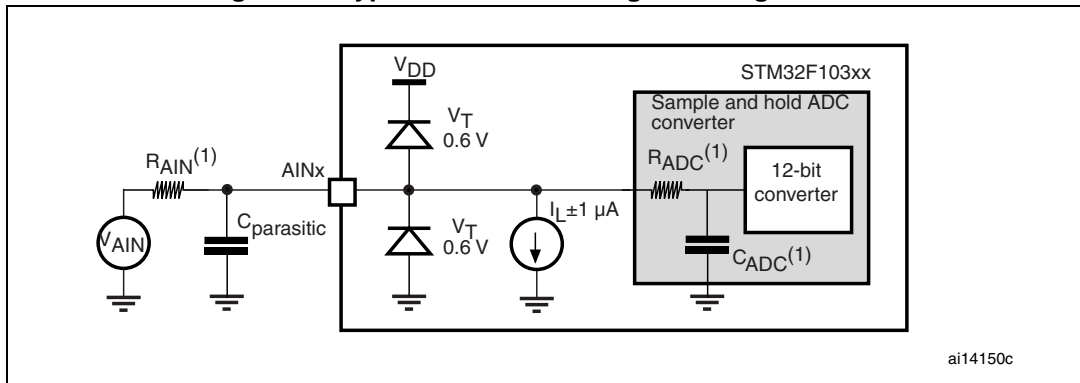 V_DD
STM32F103xx
Sample and hold ADC
converter
V_T
0.6 V
R_AIN(1)
AINx
R_ADC(1)
12-bit
converter
V_AIN
C_parasitic
V_T
0.6 V
I_L±1 µA
C_ADC(1)
ai14150c